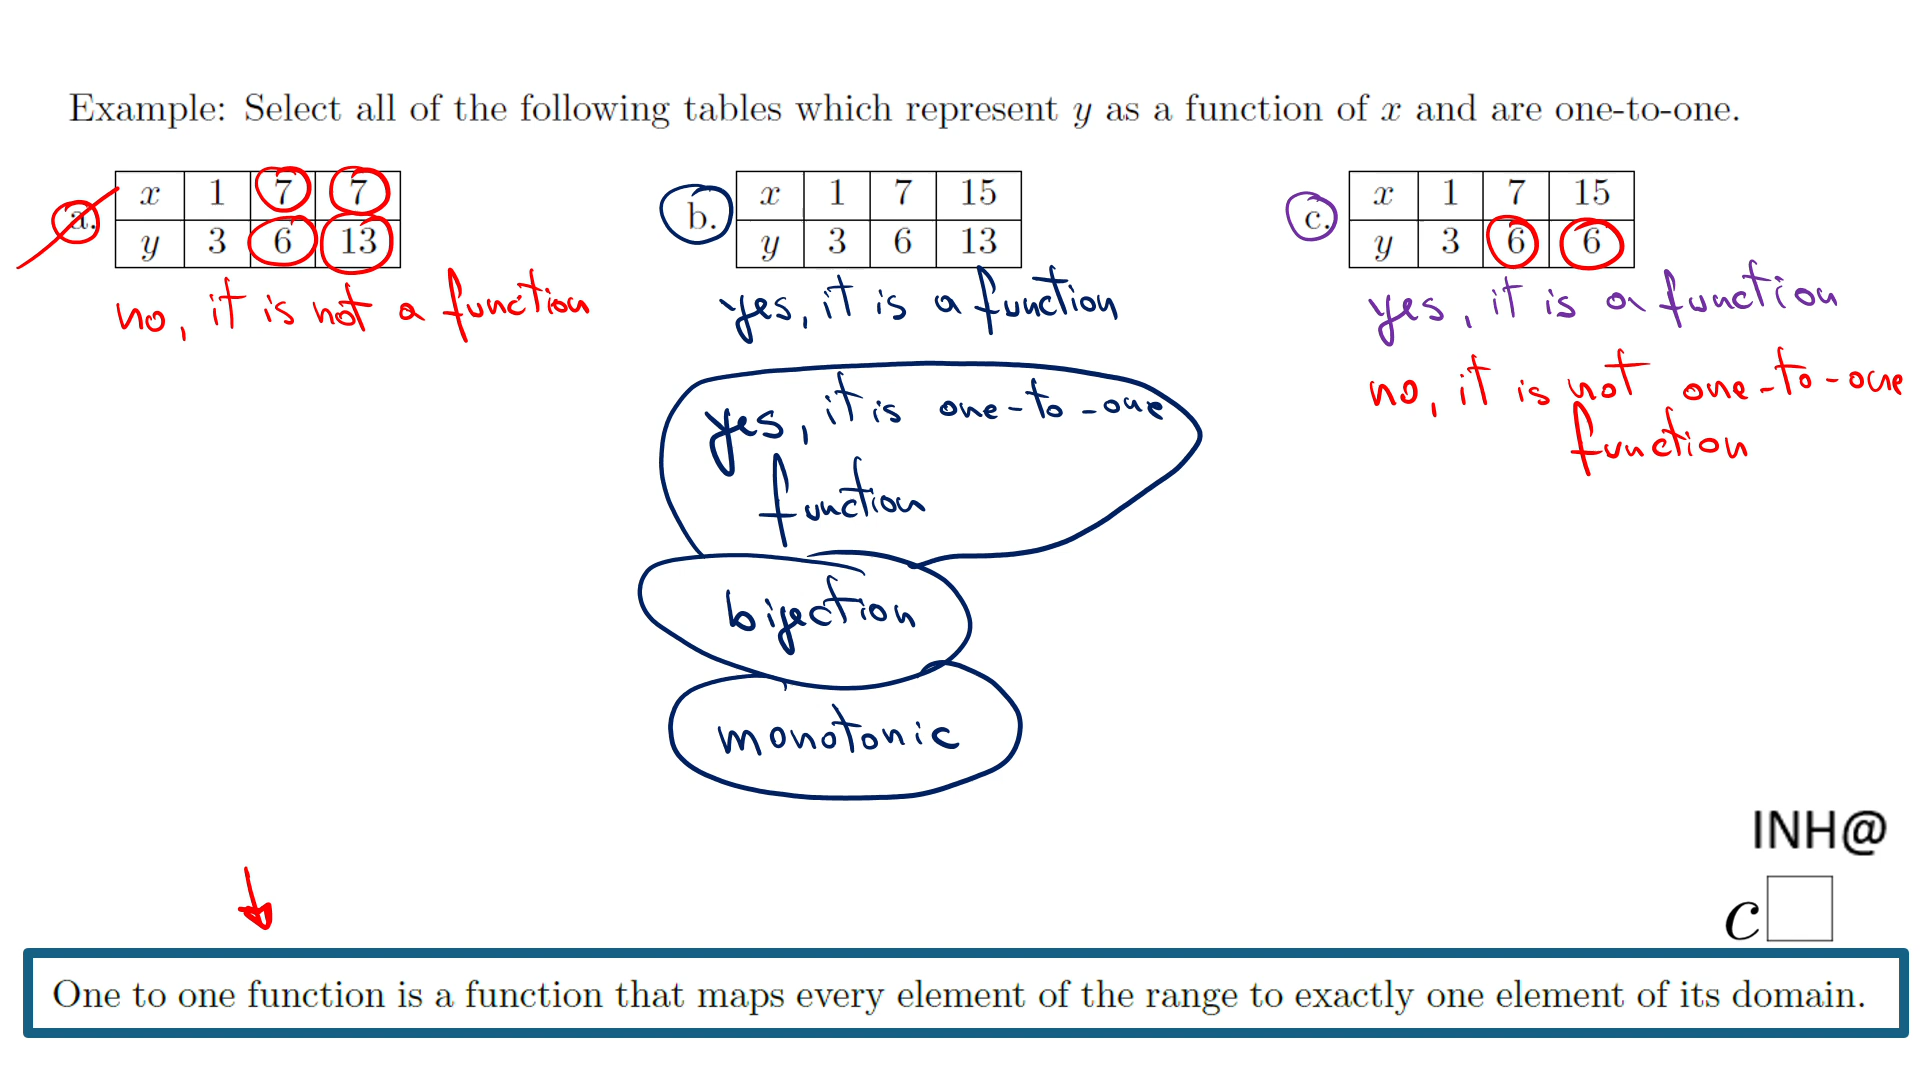 Example: Select all of the following tables which represent y as a function of x and are one-to-one.
a.
x 1 7 7
y 3 6 13
no, it is not a function
b.
x 1 7 15
y 3 6 13
yes, it is a function
yes, it is one-to-one
function
bijection
monotonic
c.
x 1 7 15
y 3 6 6
yes, it is a function
no, it is not one-to-one
function
INH@
c
One to one function is a function that maps every element of the range to exactly one element of its domain.